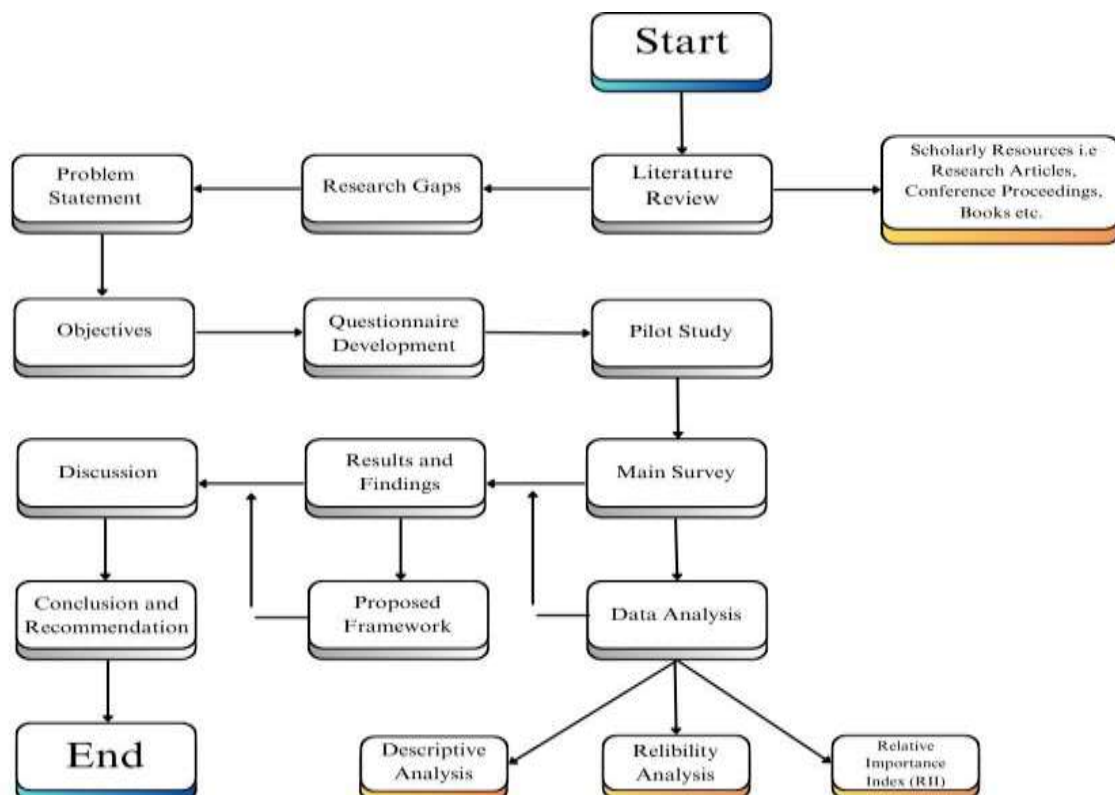 Start
Scholarly Resources i.e
Research Articles,
Conference Proceedings,
Books etc.
Literature
Review
Research Gaps
Problem
Statement
Objectives
Questionnaire
Development
Pilot Study
Main Survey
Results and
Findings
Discussion
Data Analysis
Proposed
Framework
Conclusion and
Recommendation
End
Descriptive
Analysis
Relibility
Analysis
Relative
Importance
Index (RII)